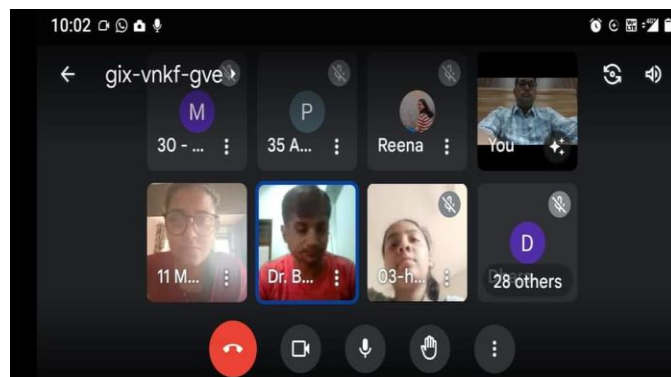 10:02
gix-vnkf-gve
M
P
30 - ...
35 A...
Reena
You
11 M...
Dr. B...
03-h...
D
28 others